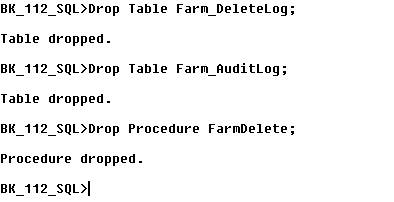 BK_112_SQL>Drop Table Farm_DeleteLog;
Table dropped.
BK_112_SQL>Drop Table Farm_AuditLog;
Table dropped.
BK_112_SQL>Drop Procedure FarmDelete;
Procedure dropped.
BK_112_SQL>